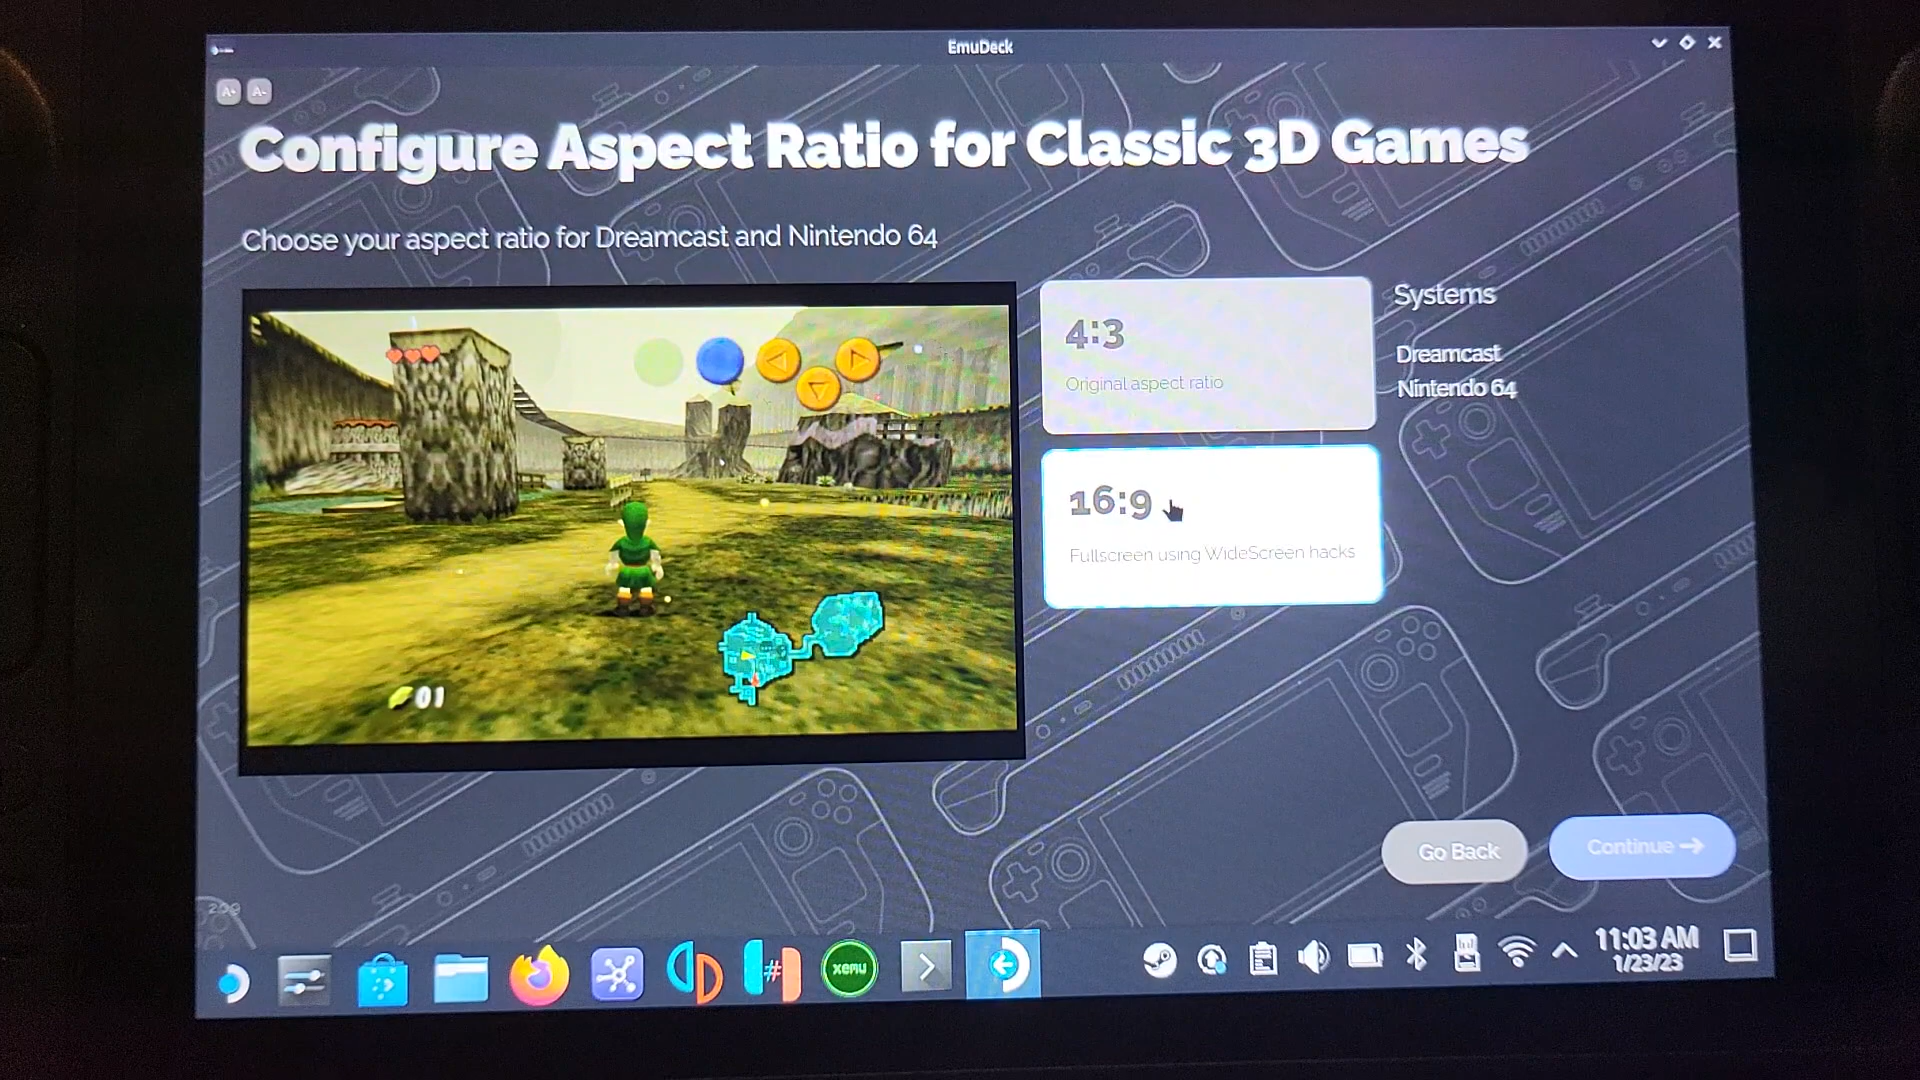 EmuDeck
A+ A-
Configure Aspect Ratio for Classic 3D Games
Choose your aspect ratio for Dreamcast and Nintendo 64
4:3
Original aspect ratio
Systems
Dreamcast
Nintendo 64
16:9
Fullscreen using WideScreen hacks
01
Go Back
Continue
209
#
xemu
11:03 AM
1/23/23